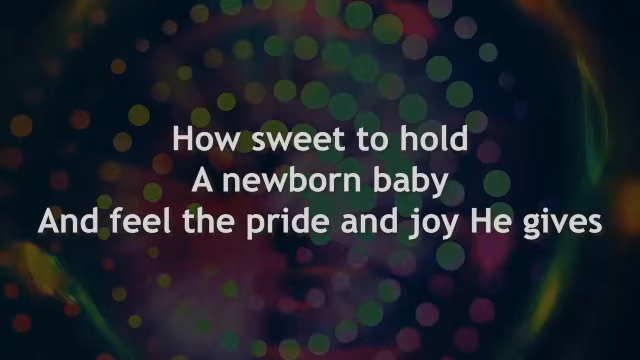 How sweet to hold
A newborn baby
And feel the pride and joy He gives